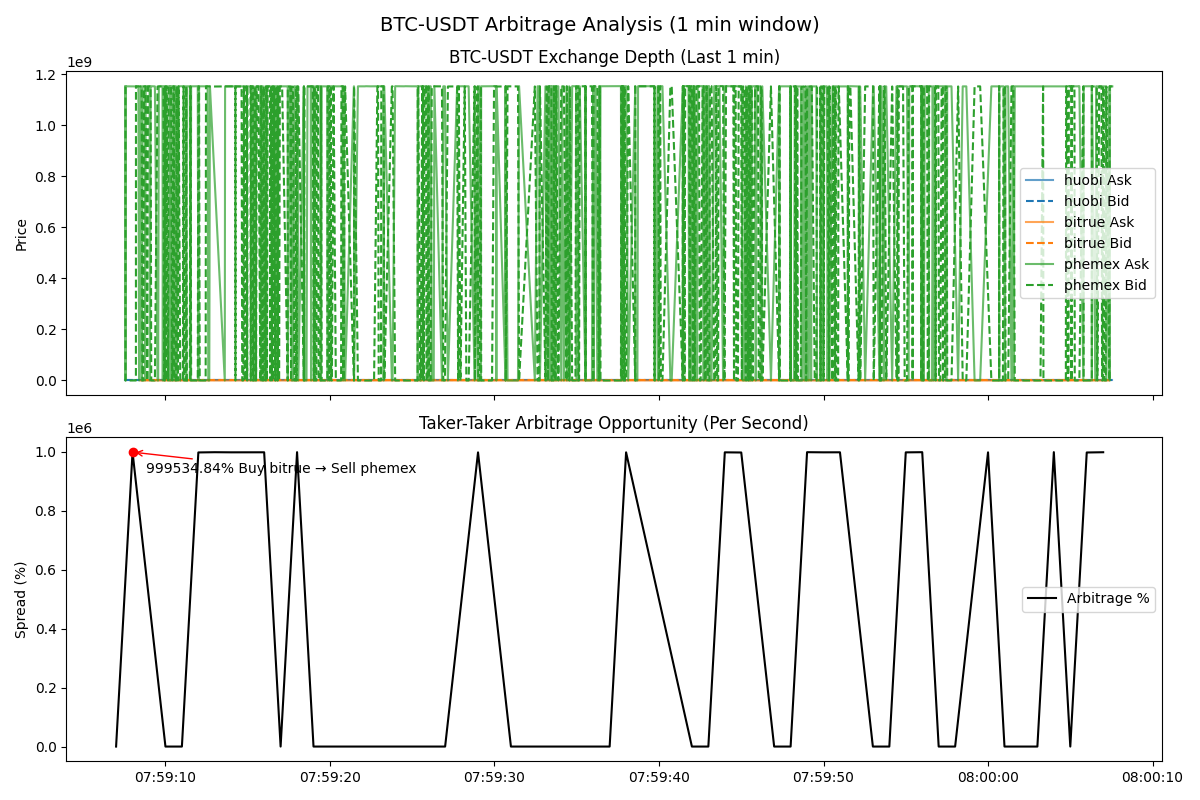 BTC-USDT Arbitrage Analysis (1 min window)
BTC-USDT Exchange Depth (Last 1 min)
1e9
1.2
1.0
0.8
0.6
0.4
0.2
0.0
Price
huobi Ask
huobi Bid
bitrue Ask
bitrue Bid
phemex Ask
phemex Bid
Taker-Taker Arbitrage Opportunity (Per Second)
1e6
1.0
0.8
0.6
0.4
0.2
0.0
Spread (%)
999534.84% Buy bitrue → Sell phemex
Arbitrage %
07:59:10 07:59:20 07:59:30 07:59:40 07:59:50 08:00:00 08:00:10